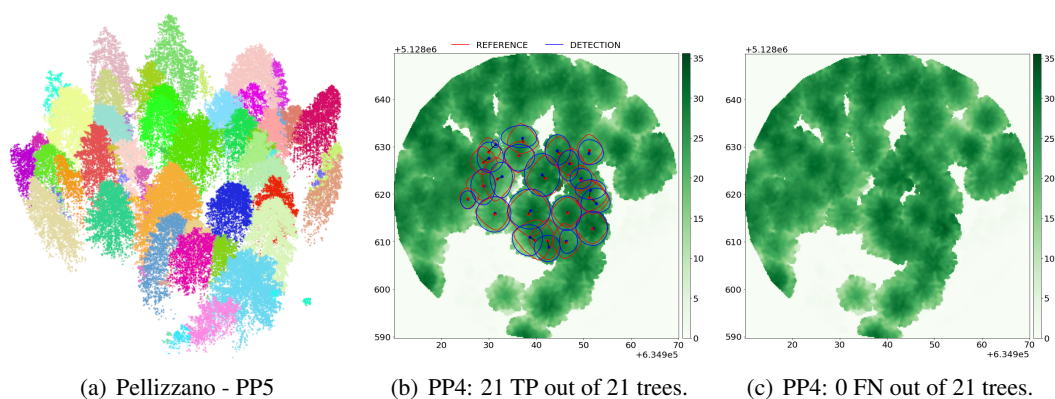 REFERENCE DETECTION
+5.128e6
640
630
620
610
600
590
20 30 40 50 60 70
+6.349e5
35
30
25
20
15
10
5
0
+5.128e6
640
630
620
610
600
590
20 30 40 50 60 70
+6.349e5
35
30
25
20
15
10
5
0
(a) Pellizzano - PP5
(b) PP4: 21 TP out of 21 trees.
(c) PP4: 0 FN out of 21 trees.